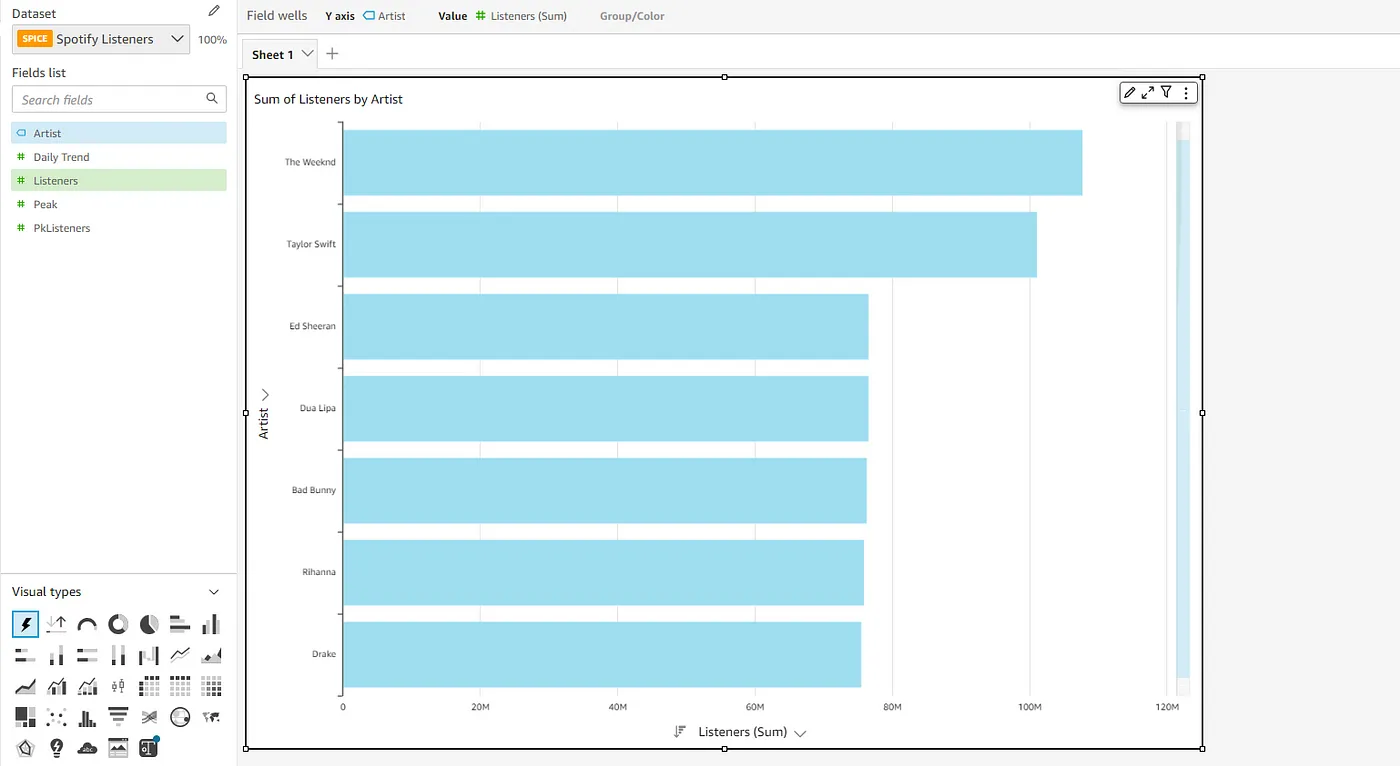 Dataset
SPICE Spotify Listeners 100%
Fields list
Search fields
Artist
Daily Trend
Listeners
Peak
PkListeners
Visual types
Field wells Y axis Artist Value Listeners (Sum) Group/Color
Sheet 1
Sum of Listeners by Artist
The Weeknd
Taylor Swift
Ed Sheeran
Dua Lipa
Bad Bunny
Rihanna
Drake
Artist
0 20M 40M 60M 80M 100M 120M
Listeners (Sum)